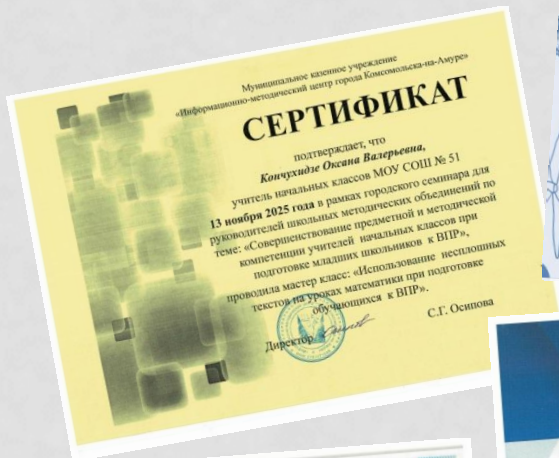 Муниципальное казенное учреждение
«Информационно-методический центр города Комсомольска-на-Амуре»
СЕРТИФИКАТ
подтверждает, что
Кончухидзе Оксана Валерьевна,
учитель начальных классов МОУ СОШ № 51
13 ноября 2025 года в рамках городского семинара для
руководителей школьных методических объединений по
теме: «Совершенствование предметной и методической
компетенции учителей начальных классов при
подготовке младших школьников к ВПР»,
проводила мастер класс: «Использование несплошных
текстов на уроках математики при подготовке
обучающихся к ВПР».
Директор С.Г. Осипова